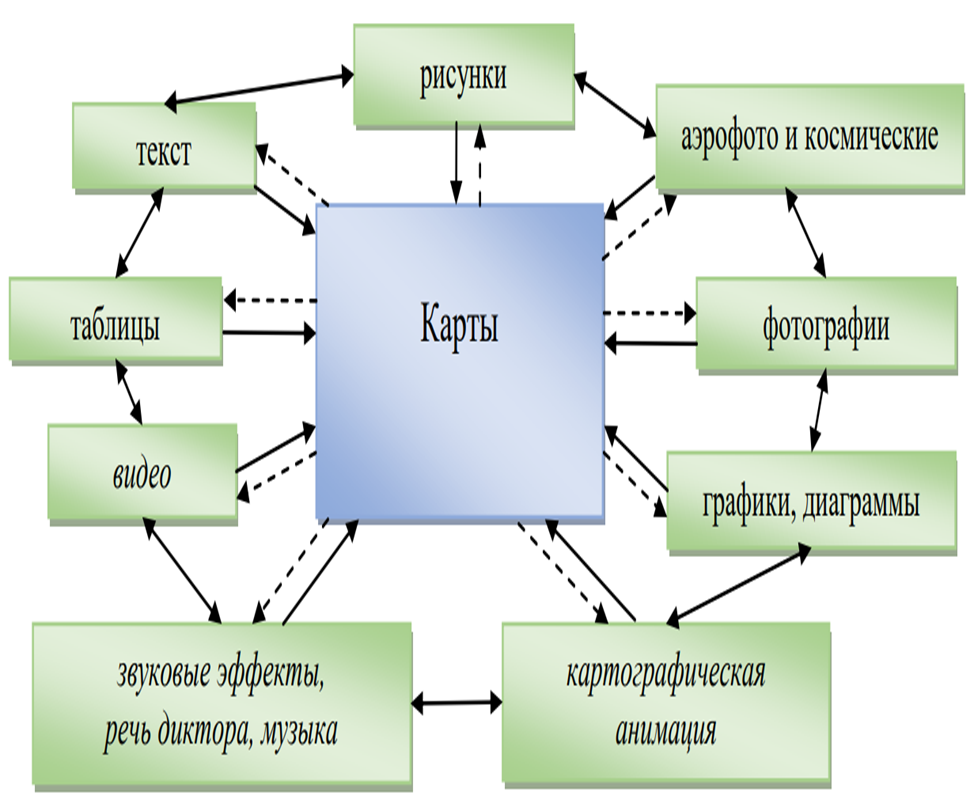 рисунки
аэрофото и космические
текст
таблицы
Карты
фотографии
видео
графики, диаграммы
звуковые эффекты,
речь диктора, музыка
картографическая
анимация